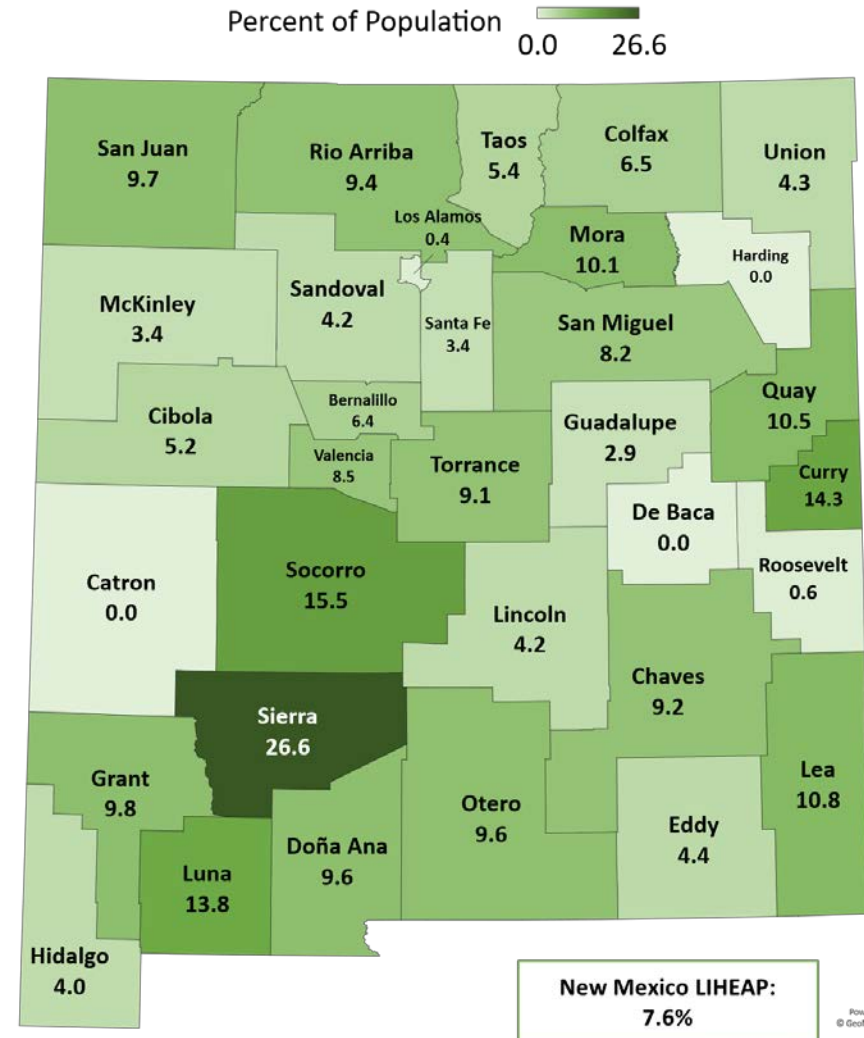 Percent of Population
0.0 26.6
San Juan
9.7
Rio Arriba
9.4
Taos
5.4
Colfax
6.5
Union
4.3
Los Alamos
0.4
Mora
10.1
Harding
0.0
McKinley
3.4
Sandoval
4.2
Santa Fe
3.4
San Miguel
8.2
Quay
10.5
Cibola
5.2
Bernalillo
6.4
Valencia
8.5
Torrance
9.1
Guadalupe
2.9
Curry
14.3
De Baca
0.0
Roosevelt
0.6
Catron
0.0
Socorro
15.5
Lincoln
4.2
Chaves
9.2
Sierra
26.6
Grant
9.8
Luna
13.8
Doña Ana
9.6
Otero
9.6
Eddy
4.4
Lea
10.8
Hidalgo
4.0
New Mexico LIHEAP:
7.6%